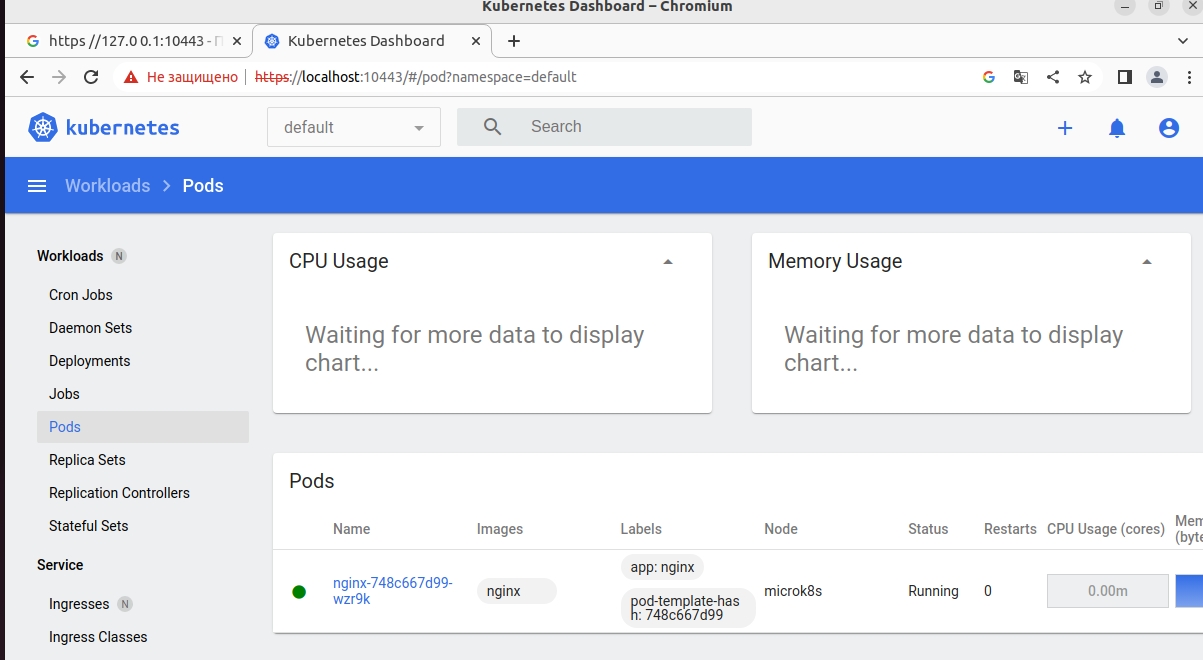 Kubernetes Dashboard – Chromium
https //127.0 0.1:10443 - П
Kubernetes Dashboard
Не защищено https://localhost:10443/#/pod?namespace=default
kubernetes
default
Search
Workloads
Pods
Workloads N
Cron Jobs
Daemon Sets
Deployments
Jobs
Pods
Replica Sets
Replication Controllers
Stateful Sets
Service
Ingresses N
Ingress Classes
CPU Usage
Waiting for more data to display
chart...
Memory Usage
Waiting for more data to display
chart...
Pods
Name Images Labels Node Status Restarts CPU Usage (cores)
nginx-748c667d99-
wzr9k
nginx
app: nginx
pod-template-has
h: 748c667d99
microk8s
Running
0
0.00m